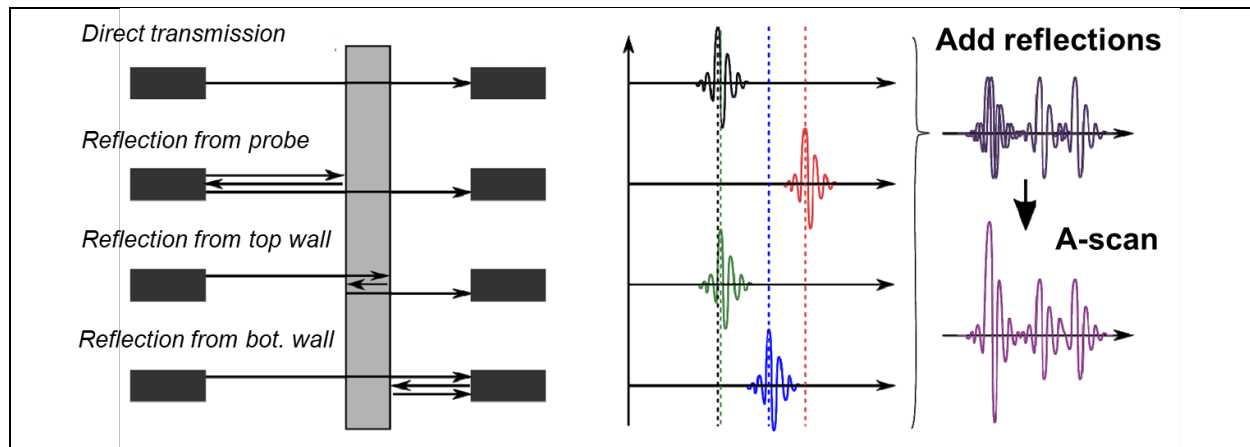 Direct transmission
Reflection from probe
Reflection from top wall
Reflection from bot. wall
Add reflections
A-scan